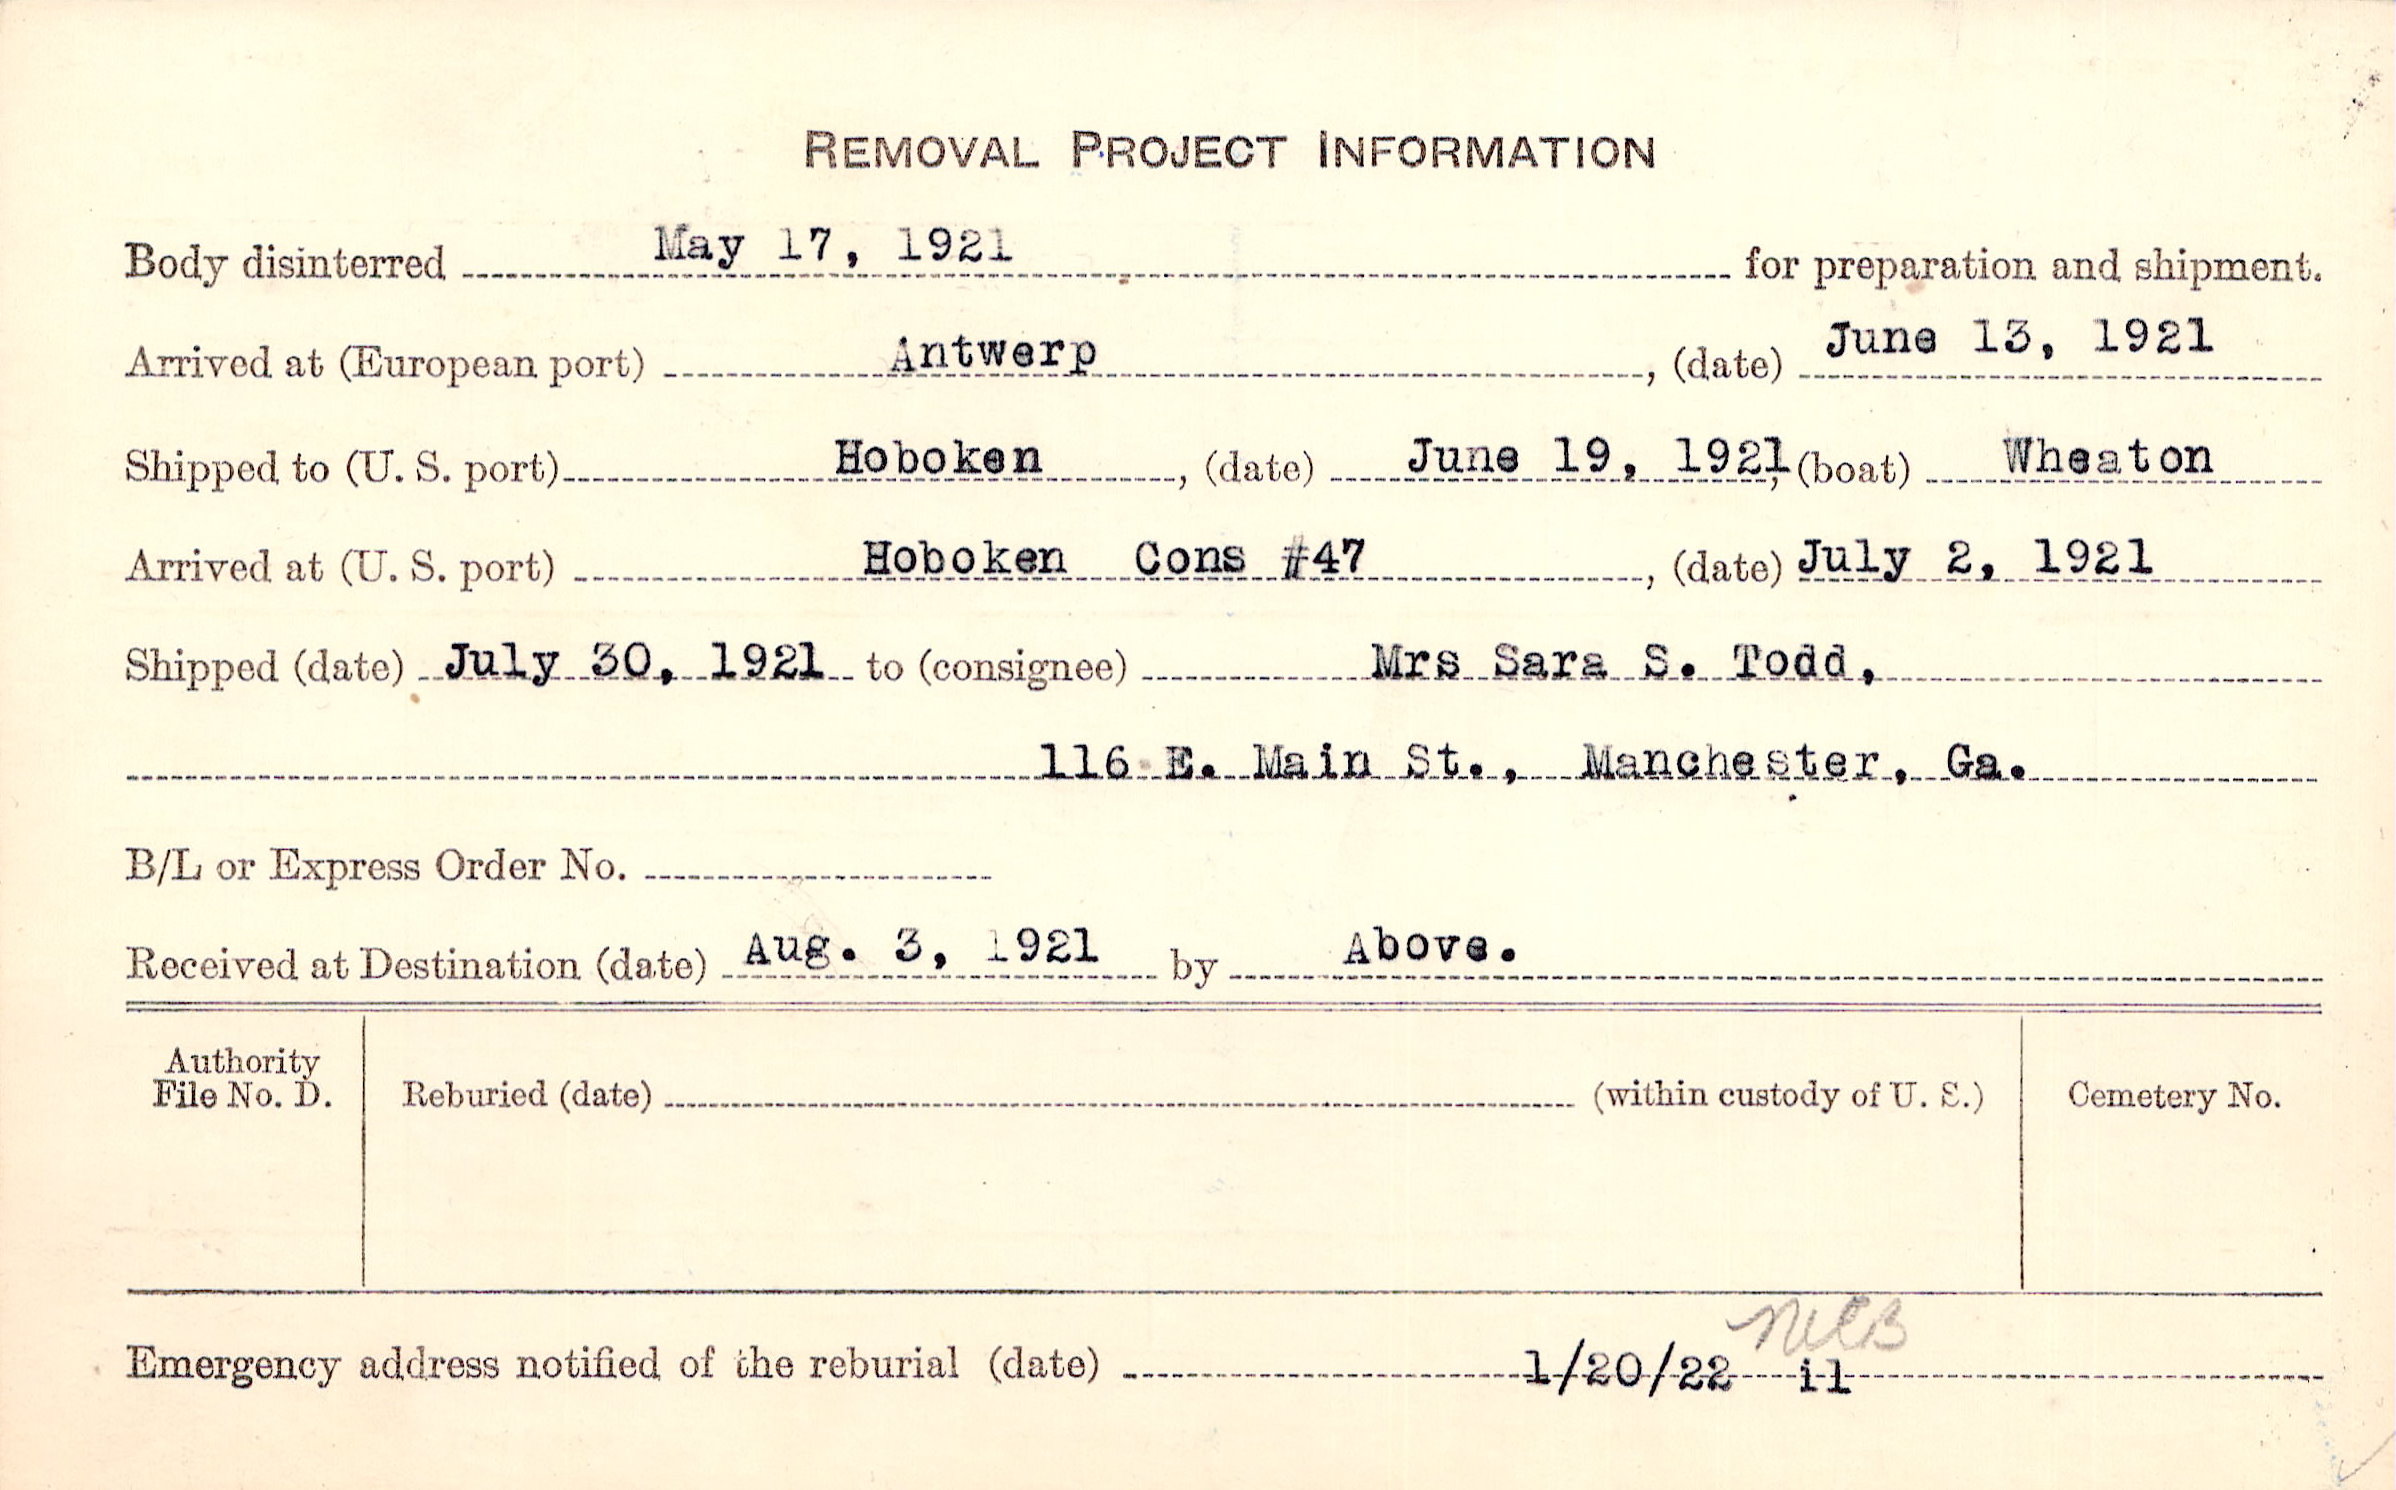 REMOVAL PROJECT INFORMATION
Body disinterred May 17, 1921 for preparation and shipment.
Arrived at (European port) Antwerp, (date) June 13, 1921
Shipped to (U. S. port) Hoboken, (date) June 19, 1921, (boat) Wheaton
Arrived at (U. S. port) Hoboken Cons #47, (date) July 2, 1921
Shipped (date) July 30, 1921 to (consignee) Mrs Sara S. Todd,
116 E. Main St., Manchester, Ga.
B/L or Express Order No.
Received at Destination (date) Aug. 3, 1921 by Above.
Authority
File No. D. Reburied (date) (within custody of U. S.) Cemetery No.
Emergency address notified of the reburial (date) 1/20/22 il